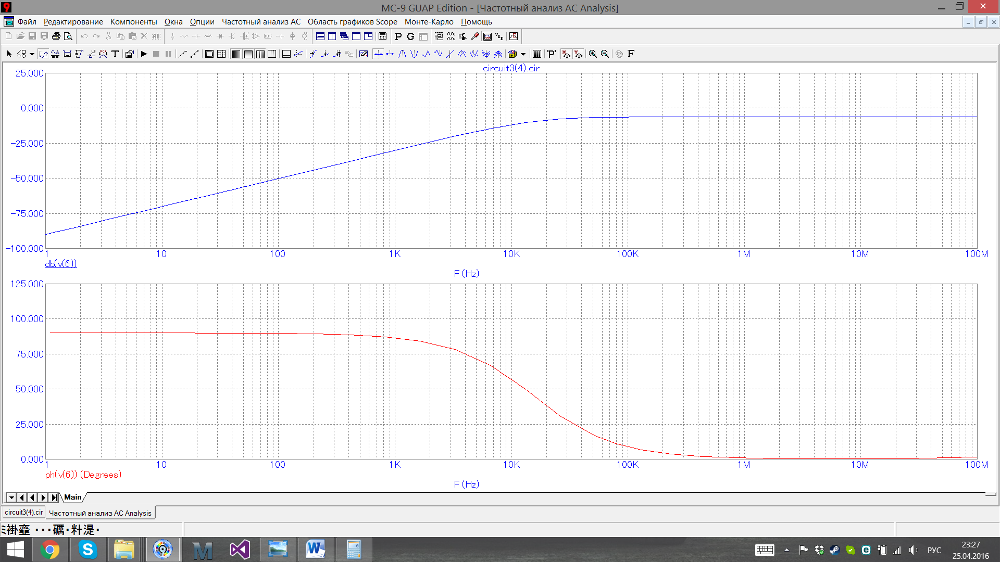 MC-9 GUAP Edition - [Частотный анализ AC Analysis]
Файл Редактирование Компоненты Окна Опции Частотный анализ AC Область графиков Scope Монте-Карло Помощь
circuit3(4).cir
25.000
0.000
-25.000
-50.000
-75.000
-100.000
1 10 100 1K 10K 100K 1M 10M 100M
db(v(6))
F (Hz)
125.000
100.000
75.000
50.000
25.000
0.000
1 10 100 1K 10K 100K 1M 10M 100M
ph(v(6)) (Degrees)
F (Hz)
Main
circuit3(4).cir Частотный анализ AC Analysis
РУС
23:27
25.04.2016